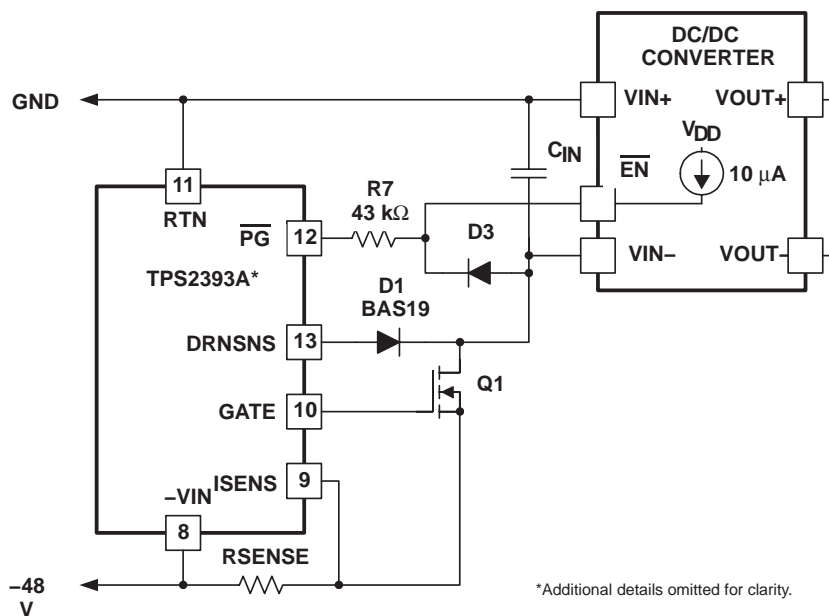 DC/DC
CONVERTER
GND
VIN+
VOUT+
VDD
CIN
EN
10 µA
11
RTN
R7
43 kΩ
PG
12
D3
VIN–
VOUT–
TPS2393A*
D1
BAS19
DRNSNS
13
Q1
GATE
10
ISENS
9
–VIN
8
RSENSE
–48
V
*Additional details omitted for clarity.